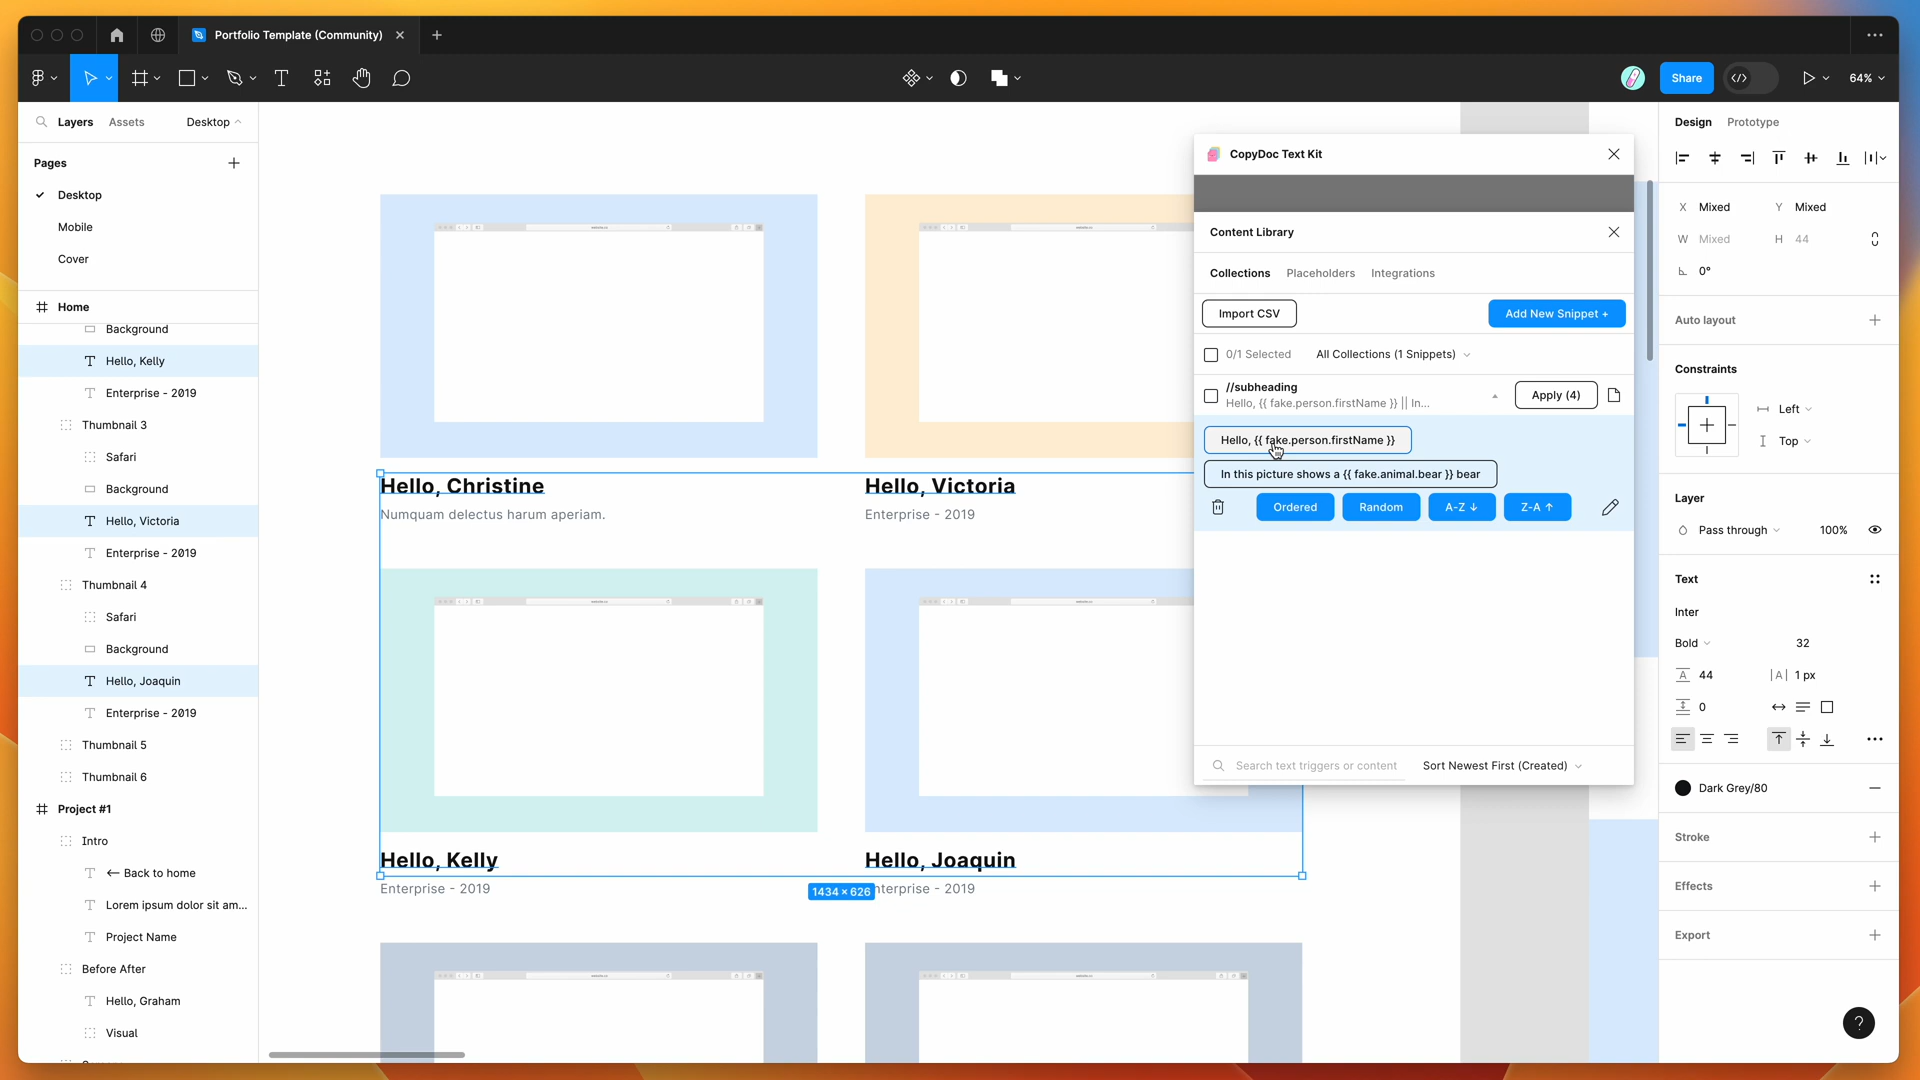 Portfolio Template (Community)
Share
64%
Layers
Assets
Desktop
Pages
Desktop
Mobile
Cover
Home
Background
Hello, Kelly
Enterprise - 2019
Thumbnail 3
Safari
Background
Hello, Victoria
Enterprise - 2019
Thumbnail 4
Safari
Background
Hello, Joaquin
Enterprise - 2019
Thumbnail 5
Thumbnail 6
Project #1
Intro
<- Back to home
Lorem ipsum dolor sit am...
Project Name
Before After
Hello, Graham
Visual
Hello, Christine
Numquam delectus harum aperiam.
Hello, Victoria
Enterprise - 2019
Hello, Kelly
Enterprise - 2019
Hello, Joaquin
nterprise - 2019
1434 × 626
CopyDoc Text Kit
Content Library
Collections
Placeholders
Integrations
Import CSV
Add New Snippet +
0/1 Selected
All Collections (1 Snippets)
//subheading
Hello, {{ fake.person.firstName }} || In...
Apply (4)
Hello, {{ fake.person.firstName }}
In this picture shows a {{ fake.animal.bear }} bear
Ordered
Random
A-Z ↓
Z-A ↑
Search text triggers or content
Sort Newest First (Created)
Design
Prototype
X Mixed
Y Mixed
W Mixed
H 44
0°
Auto layout
Constraints
Left
Top
Layer
Pass through
100%
Text
Inter
Bold
32
44
|A| 1 px
0
Dark Grey/80
Stroke
Effects
Export
?